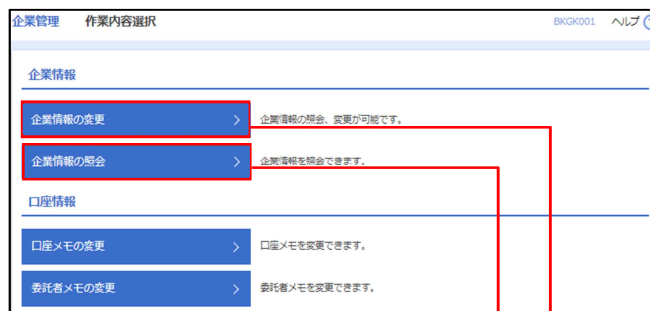 企業管理 作業内容選択 BKGK001 ヘルプ
企業情報
企業情報の変更 企業情報の照会、変更が可能です。
企業情報の照会 企業情報を照会できます。
口座情報
口座メモの変更 口座メモを変更できます。
委託者メモの変更 委託者メモを変更できます。